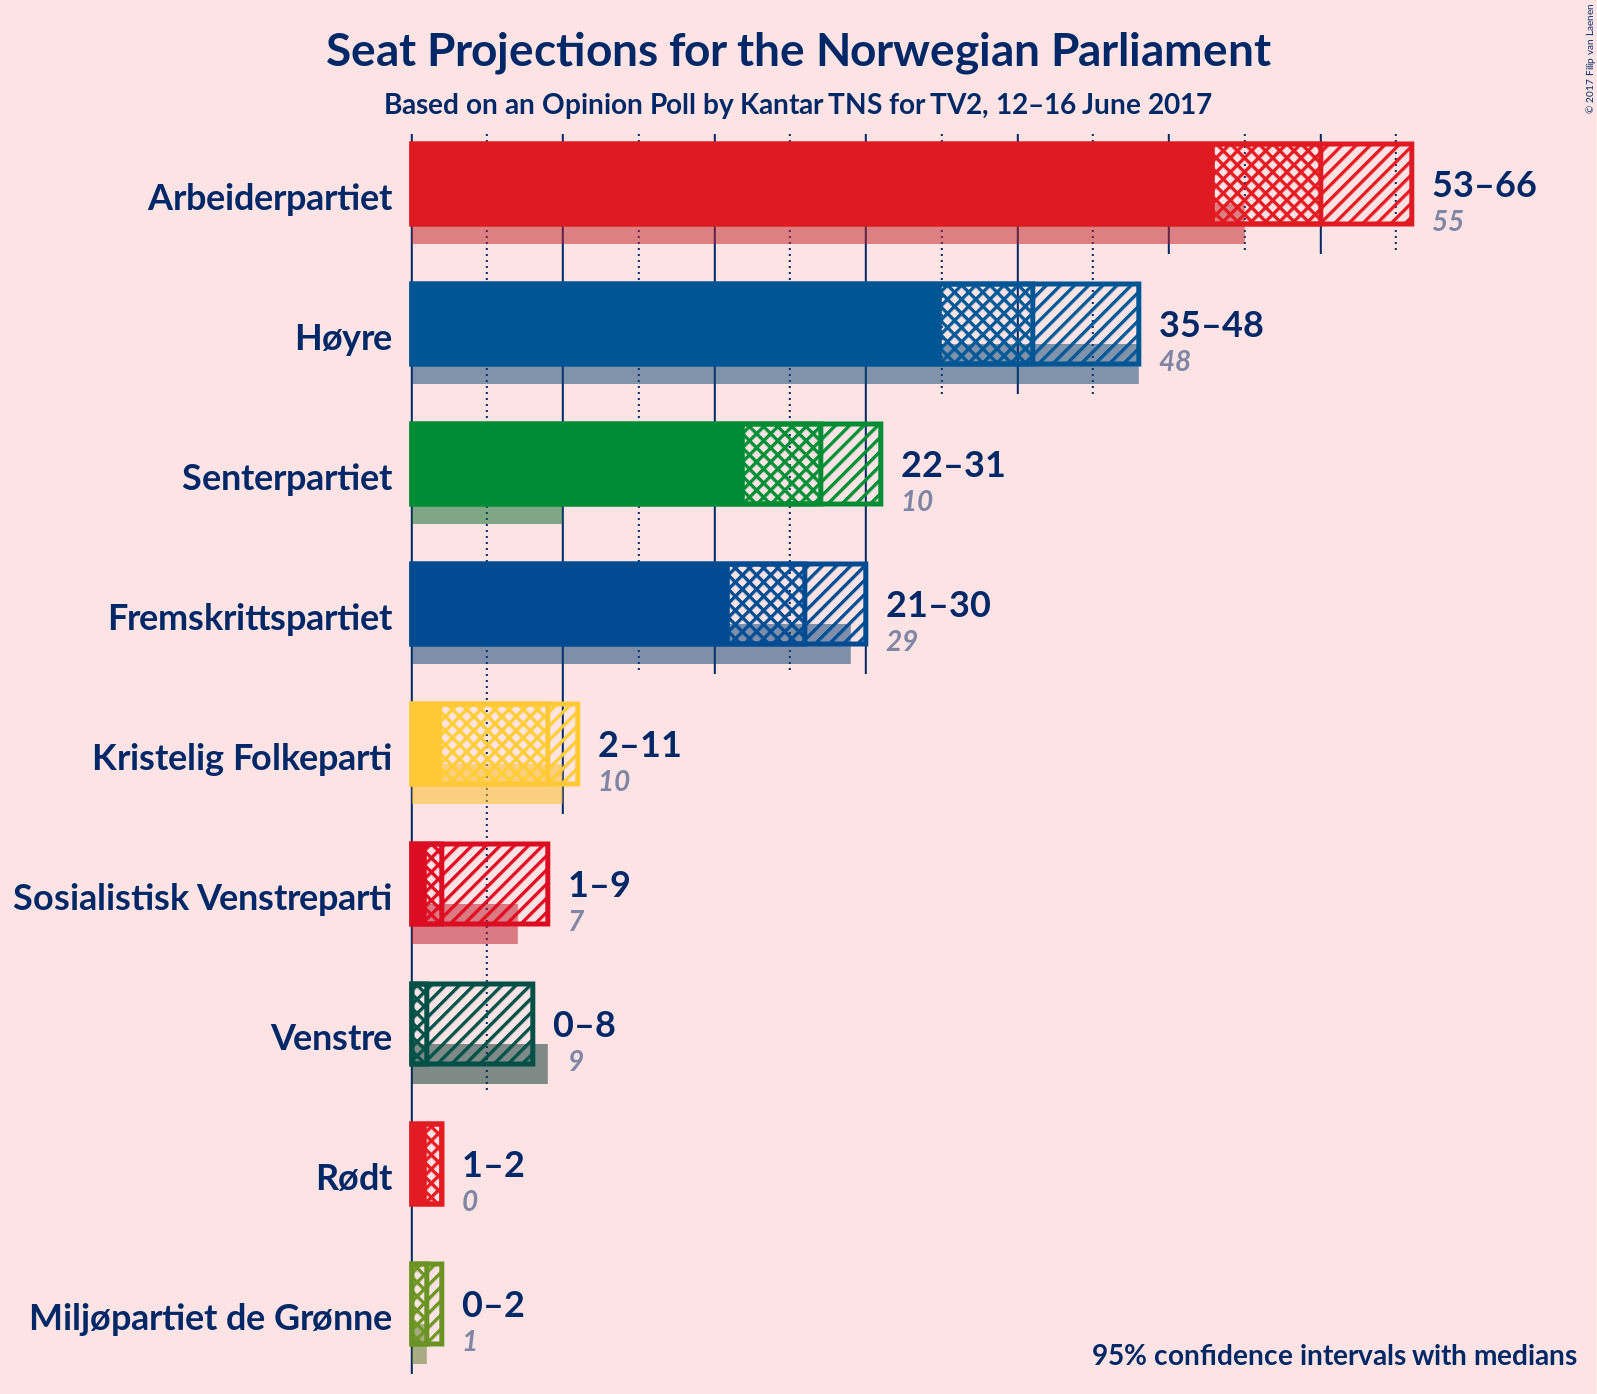 Seat Projections for the Norwegian Parliament
Based on an Opinion Poll by Kantar TNS for TV2, 12–16 June 2017
© 2017 Filip van Laenen
Arbeiderpartiet
53–66
55
Høyre
35–48
48
Senterpartiet
22–31
10
Fremskrittspartiet
21–30
29
Kristelig Folkeparti
2–11
10
Sosialistisk Venstreparti
1–9
7
Venstre
0–8
9
Rødt
1–2
0
Miljøpartiet de Grønne
0–2
1
95% confidence intervals with medians